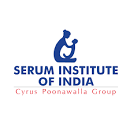 SERUM INSTITUTE
OF INDIA
Cyrus Poonawalla Group